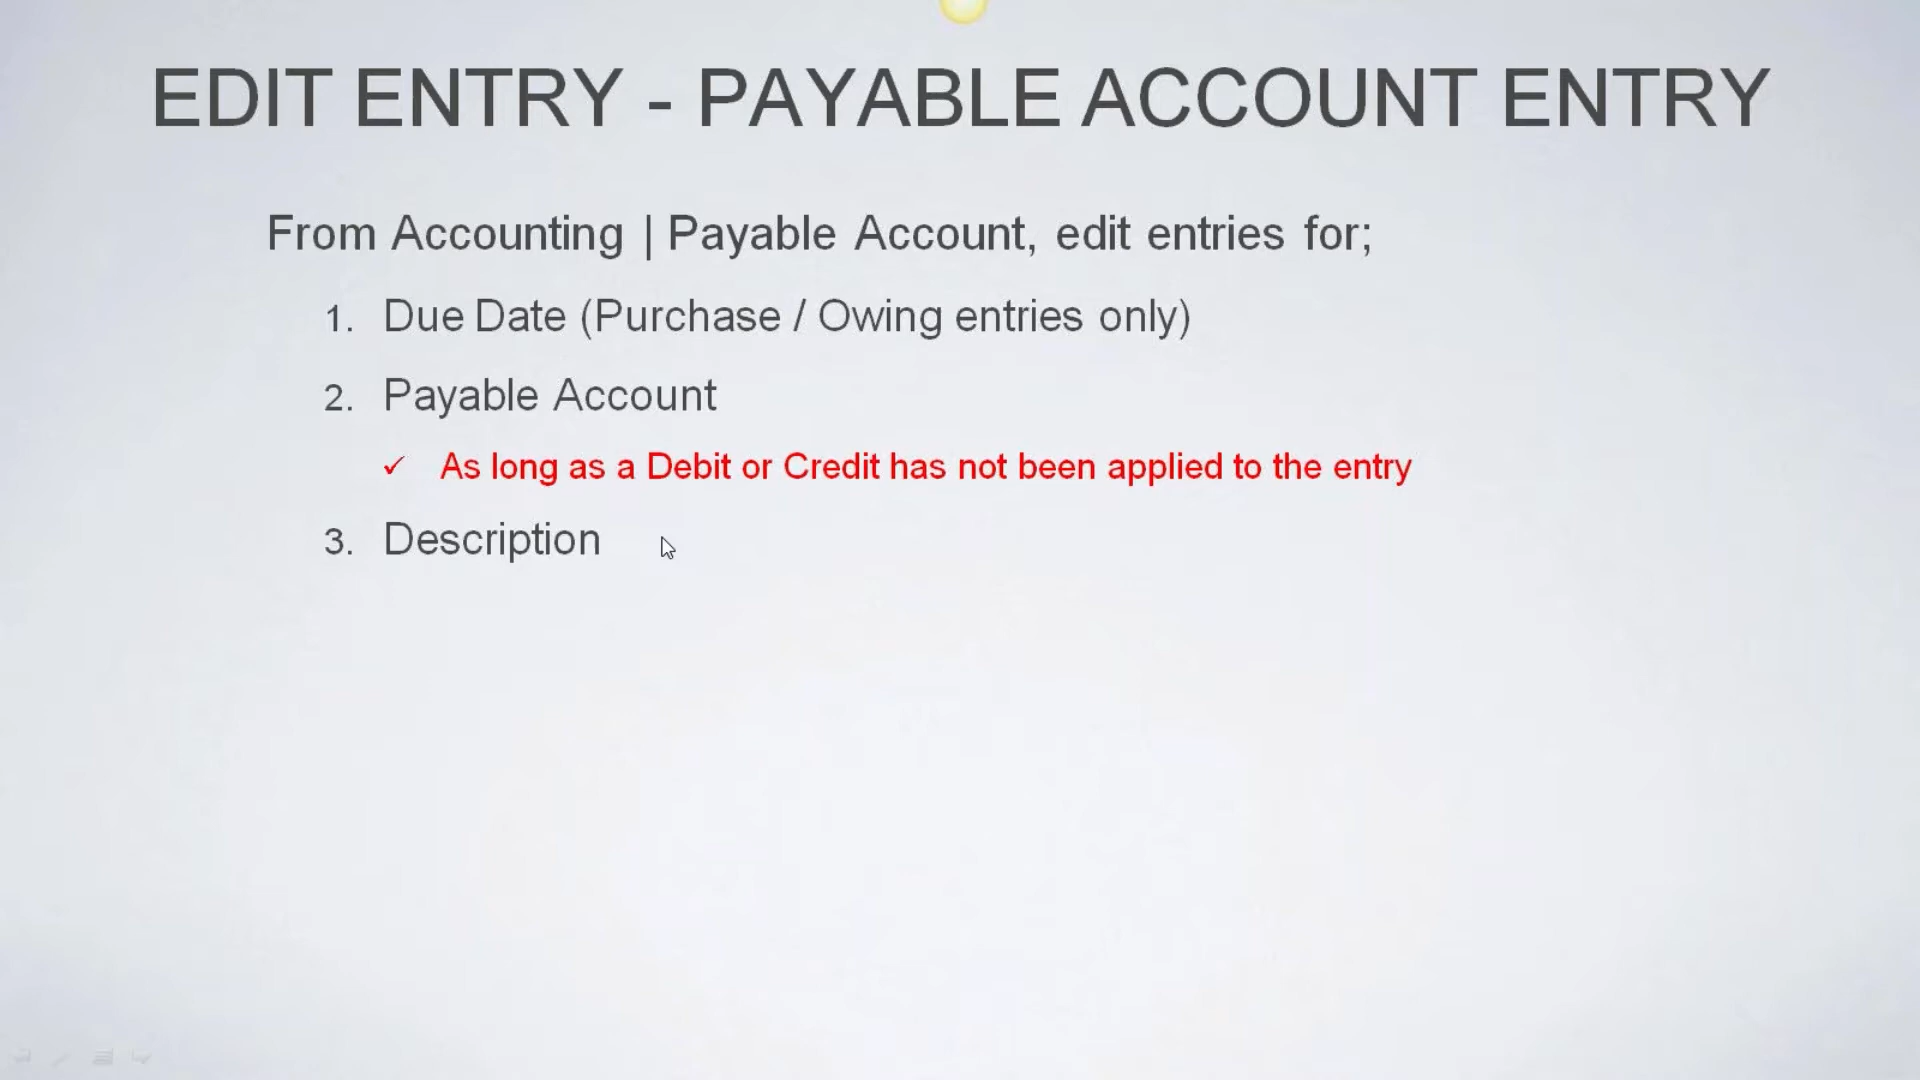 EDIT ENTRY - PAYABLE ACCOUNT ENTRY
From Accounting | Payable Account, edit entries for;
1. Due Date (Purchase / Owing entries only)
2. Payable Account
✓ As long as a Debit or Credit has not been applied to the entry
3. Description